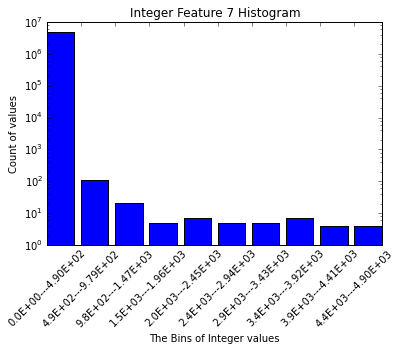 Integer Feature 7 Histogram
Count of values
10^7
10^6
10^5
10^4
10^3
10^2
10^1
10^0
0.0E+00---4.90E+02
4.9E+02---9.79E+02
9.8E+02---1.47E+03
1.5E+03---1.96E+03
2.0E+03---2.45E+03
2.4E+03---2.94E+03
2.9E+03---3.43E+03
3.4E+03---3.92E+03
3.9E+03---4.41E+03
4.4E+03---4.90E+03
The Bins of Integer values